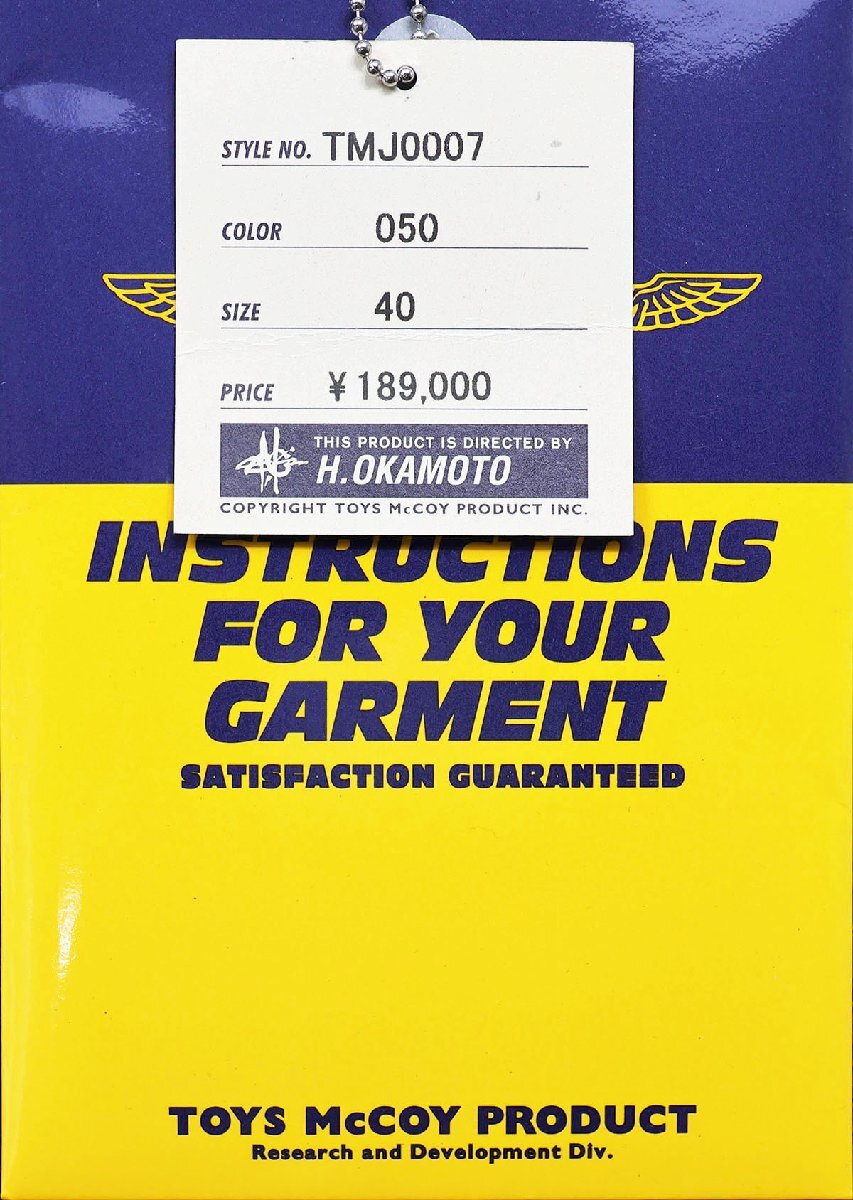 STYLE NO. TMJ0007
COLOR 050
SIZE 40
PRICE ¥189,000
THIS PRODUCT IS DIRECTED BY
H.OKAMOTO
COPYRIGHT TOYS McCOY PRODUCT INC.
INSTRUCTIONS
FOR YOUR
GARMENT
SATISFACTION GUARANTEED
TOYS McCOY PRODUCT
Research and Development Div.